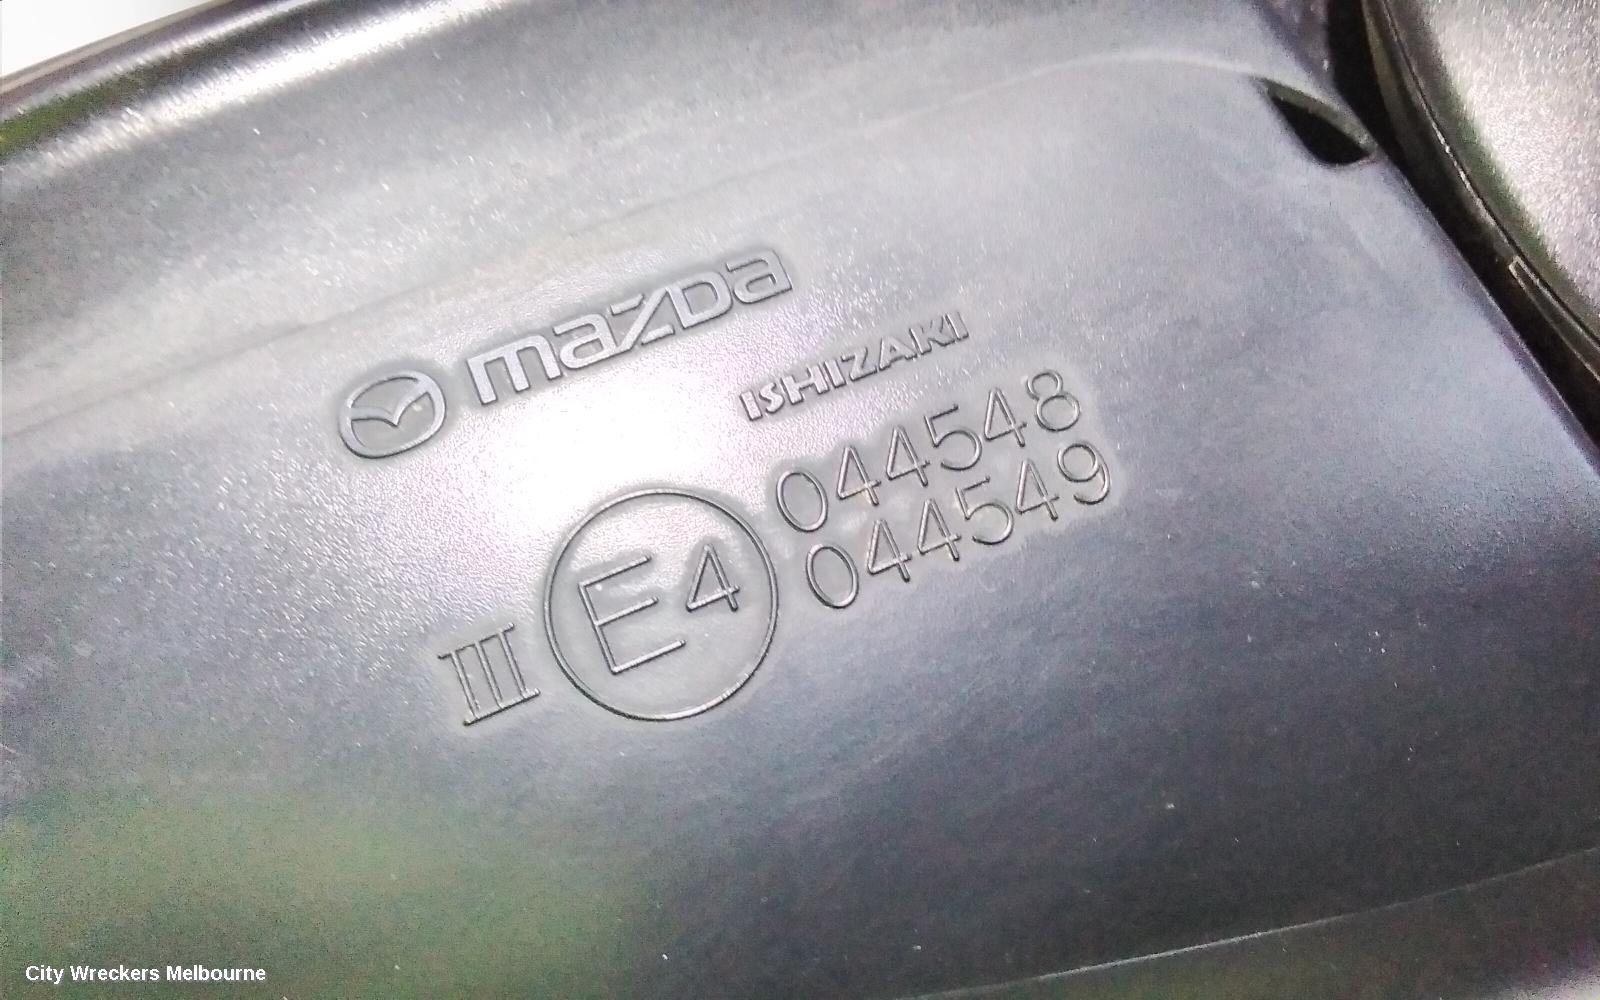 mazda
ISHIZAKI
044548
044549
III E4
City Wreckers Melbourne